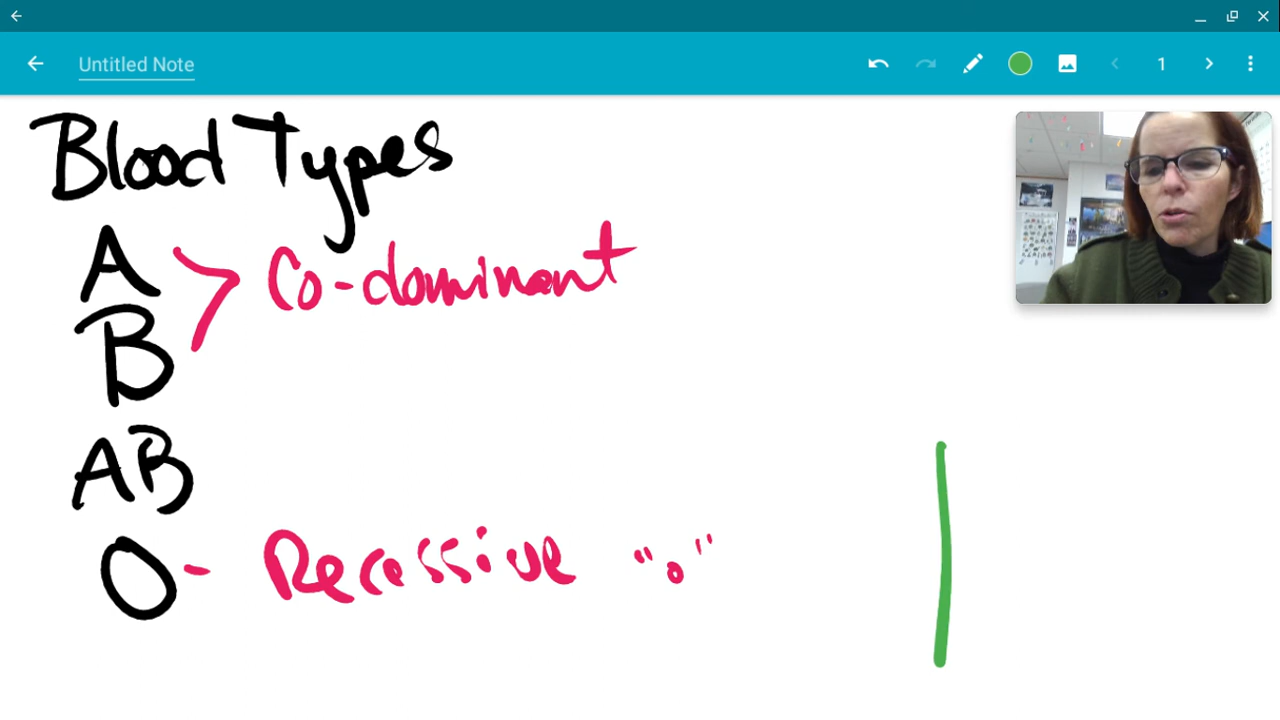 Untitled Note
1
Blood Types
A
> Co-dominant
B
AB
O - Recessive "o"